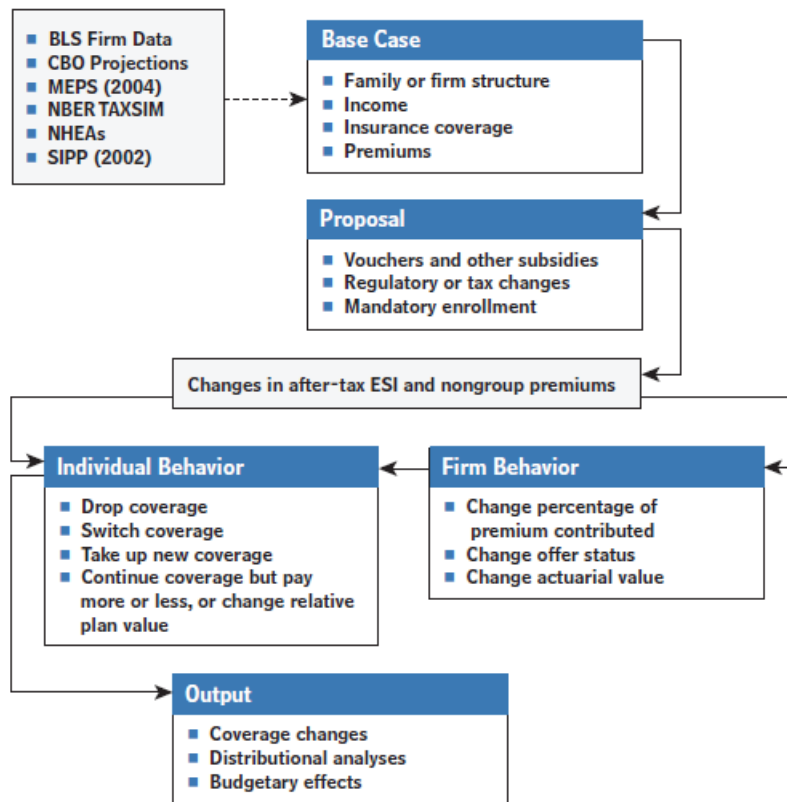 BLS Firm Data
CBO Projections
MEPS (2004)
NBER TAXSIM
NHEAs
SIPP (2002)
Base Case
Family or firm structure
Income
Insurance coverage
Premiums
Proposal
Vouchers and other subsidies
Regulatory or tax changes
Mandatory enrollment
Changes in after-tax ESI and nongroup premiums
Individual Behavior
Drop coverage
Switch coverage
Take up new coverage
Continue coverage but pay
more or less, or change relative
plan value
Firm Behavior
Change percentage of
premium contributed
Change offer status
Change actuarial value
Output
Coverage changes
Distributional analyses
Budgetary effects